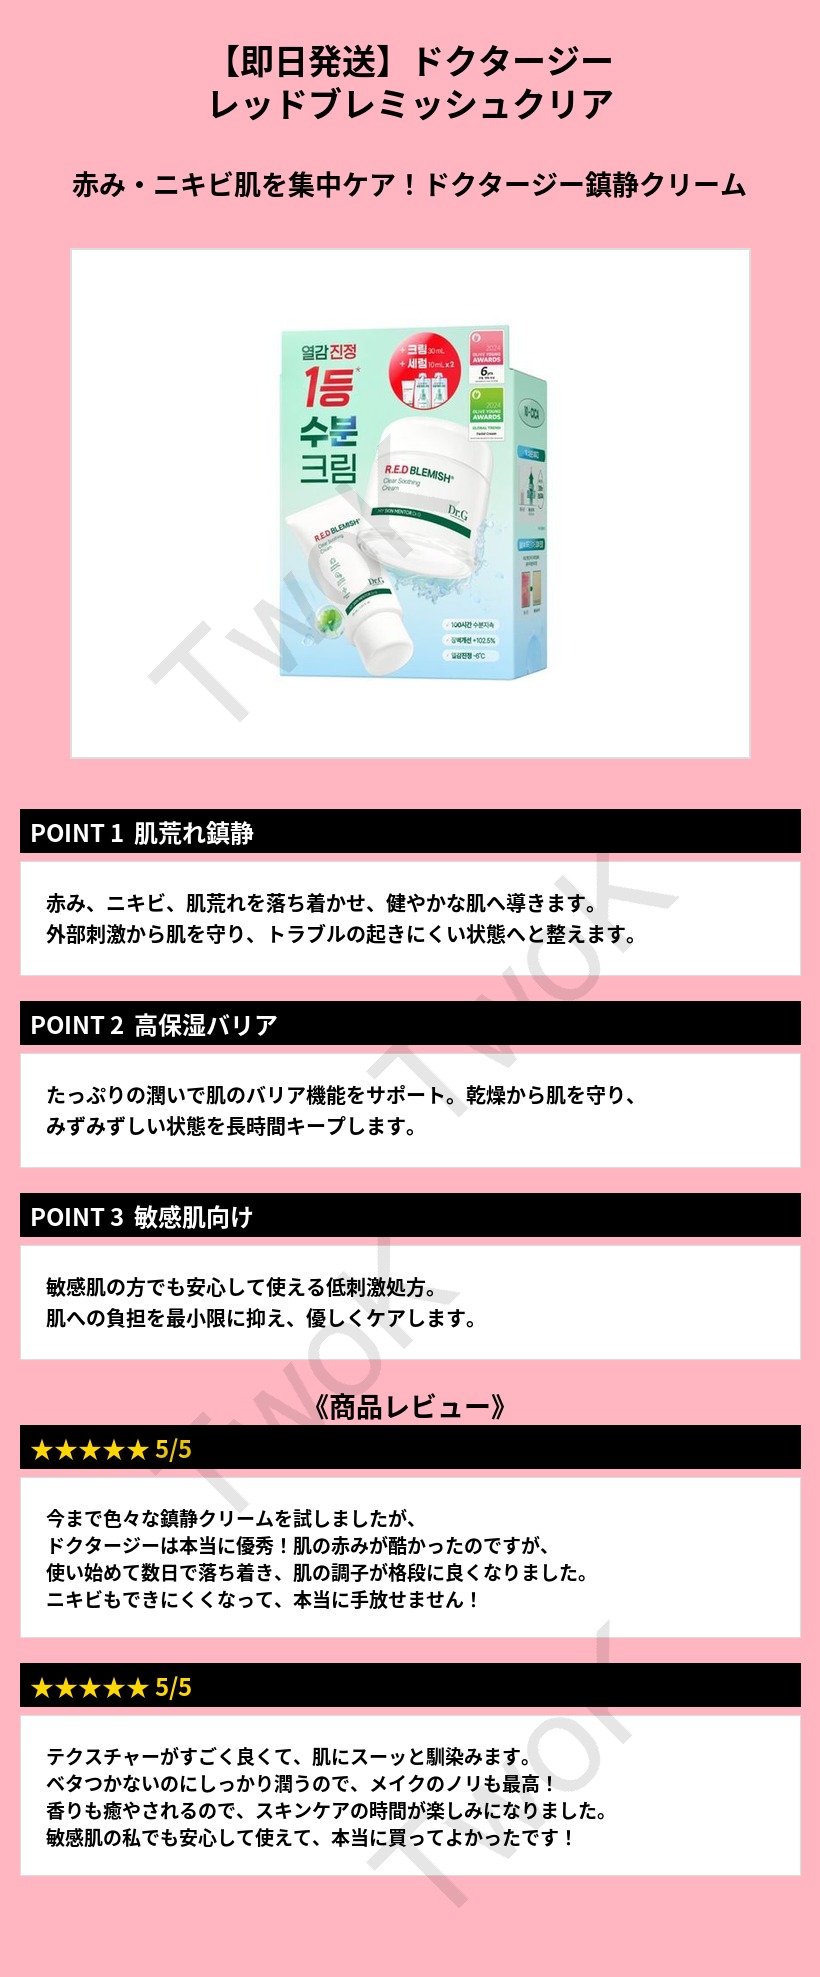 【即日発送】ドクタージー
レッドブレミッシュクリア
赤み・ニキビ肌を集中ケア！ドクタージー鎮静クリーム
열감진정
1등*
수분
크림
+ 크림 30mL
+ 세럼 10mL x 2
2024
OLIVE YOUNG
AWARDS
6
2024
OLIVE YOUNG
AWARDS
GLOBAL TREND
Facial Cream
R.E.D BLEMISH®
Clear Soothing
Cream
MY SKIN MENTOR Dr.G
Dr.G
R.E.D BLEMISH®
Clear Soothing
Cream
Dr.G
100시간 수분지속
장벽개선 +102.5%
열감진정 -6℃
10-CICA
TwoK
POINT 1 肌荒れ鎮静
赤み、ニキビ、肌荒れを落ち着かせ、健やかな肌へ導きます。
外部刺激から肌を守り、トラブルの起きにくい状態へと整えます。
TwoK
POINT 2 高保湿バリア
たっぷりの潤いで肌のバリア機能をサポート。乾燥から肌を守り、
みずみずしい状態を長時間キープします。
POINT 3 敏感肌向け
敏感肌の方でも安心して使える低刺激処方。
肌への負担を最小限に抑え、優しくケアします。
TwoK
《商品レビュー》
★★★★★ 5/5
今まで色々な鎮静クリームを試しましたが、
ドクタージーは本当に優秀！肌の赤みが酷かったのですが、
使い始めて数日で落ち着き、肌の調子が格段に良くなりました。
ニキビもできにくくなって、本当に手放せません！
★★★★★ 5/5
テクスチャーがすごく良くて、肌にスーッと馴染みます。
ベタつかないのにしっかり潤うので、メイクのノリも最高！
香りも癒やされるので、スキンケアの時間が楽しみになりました。
敏感肌の私でも安心して使えて、本当に買ってよかったです！
TwoK